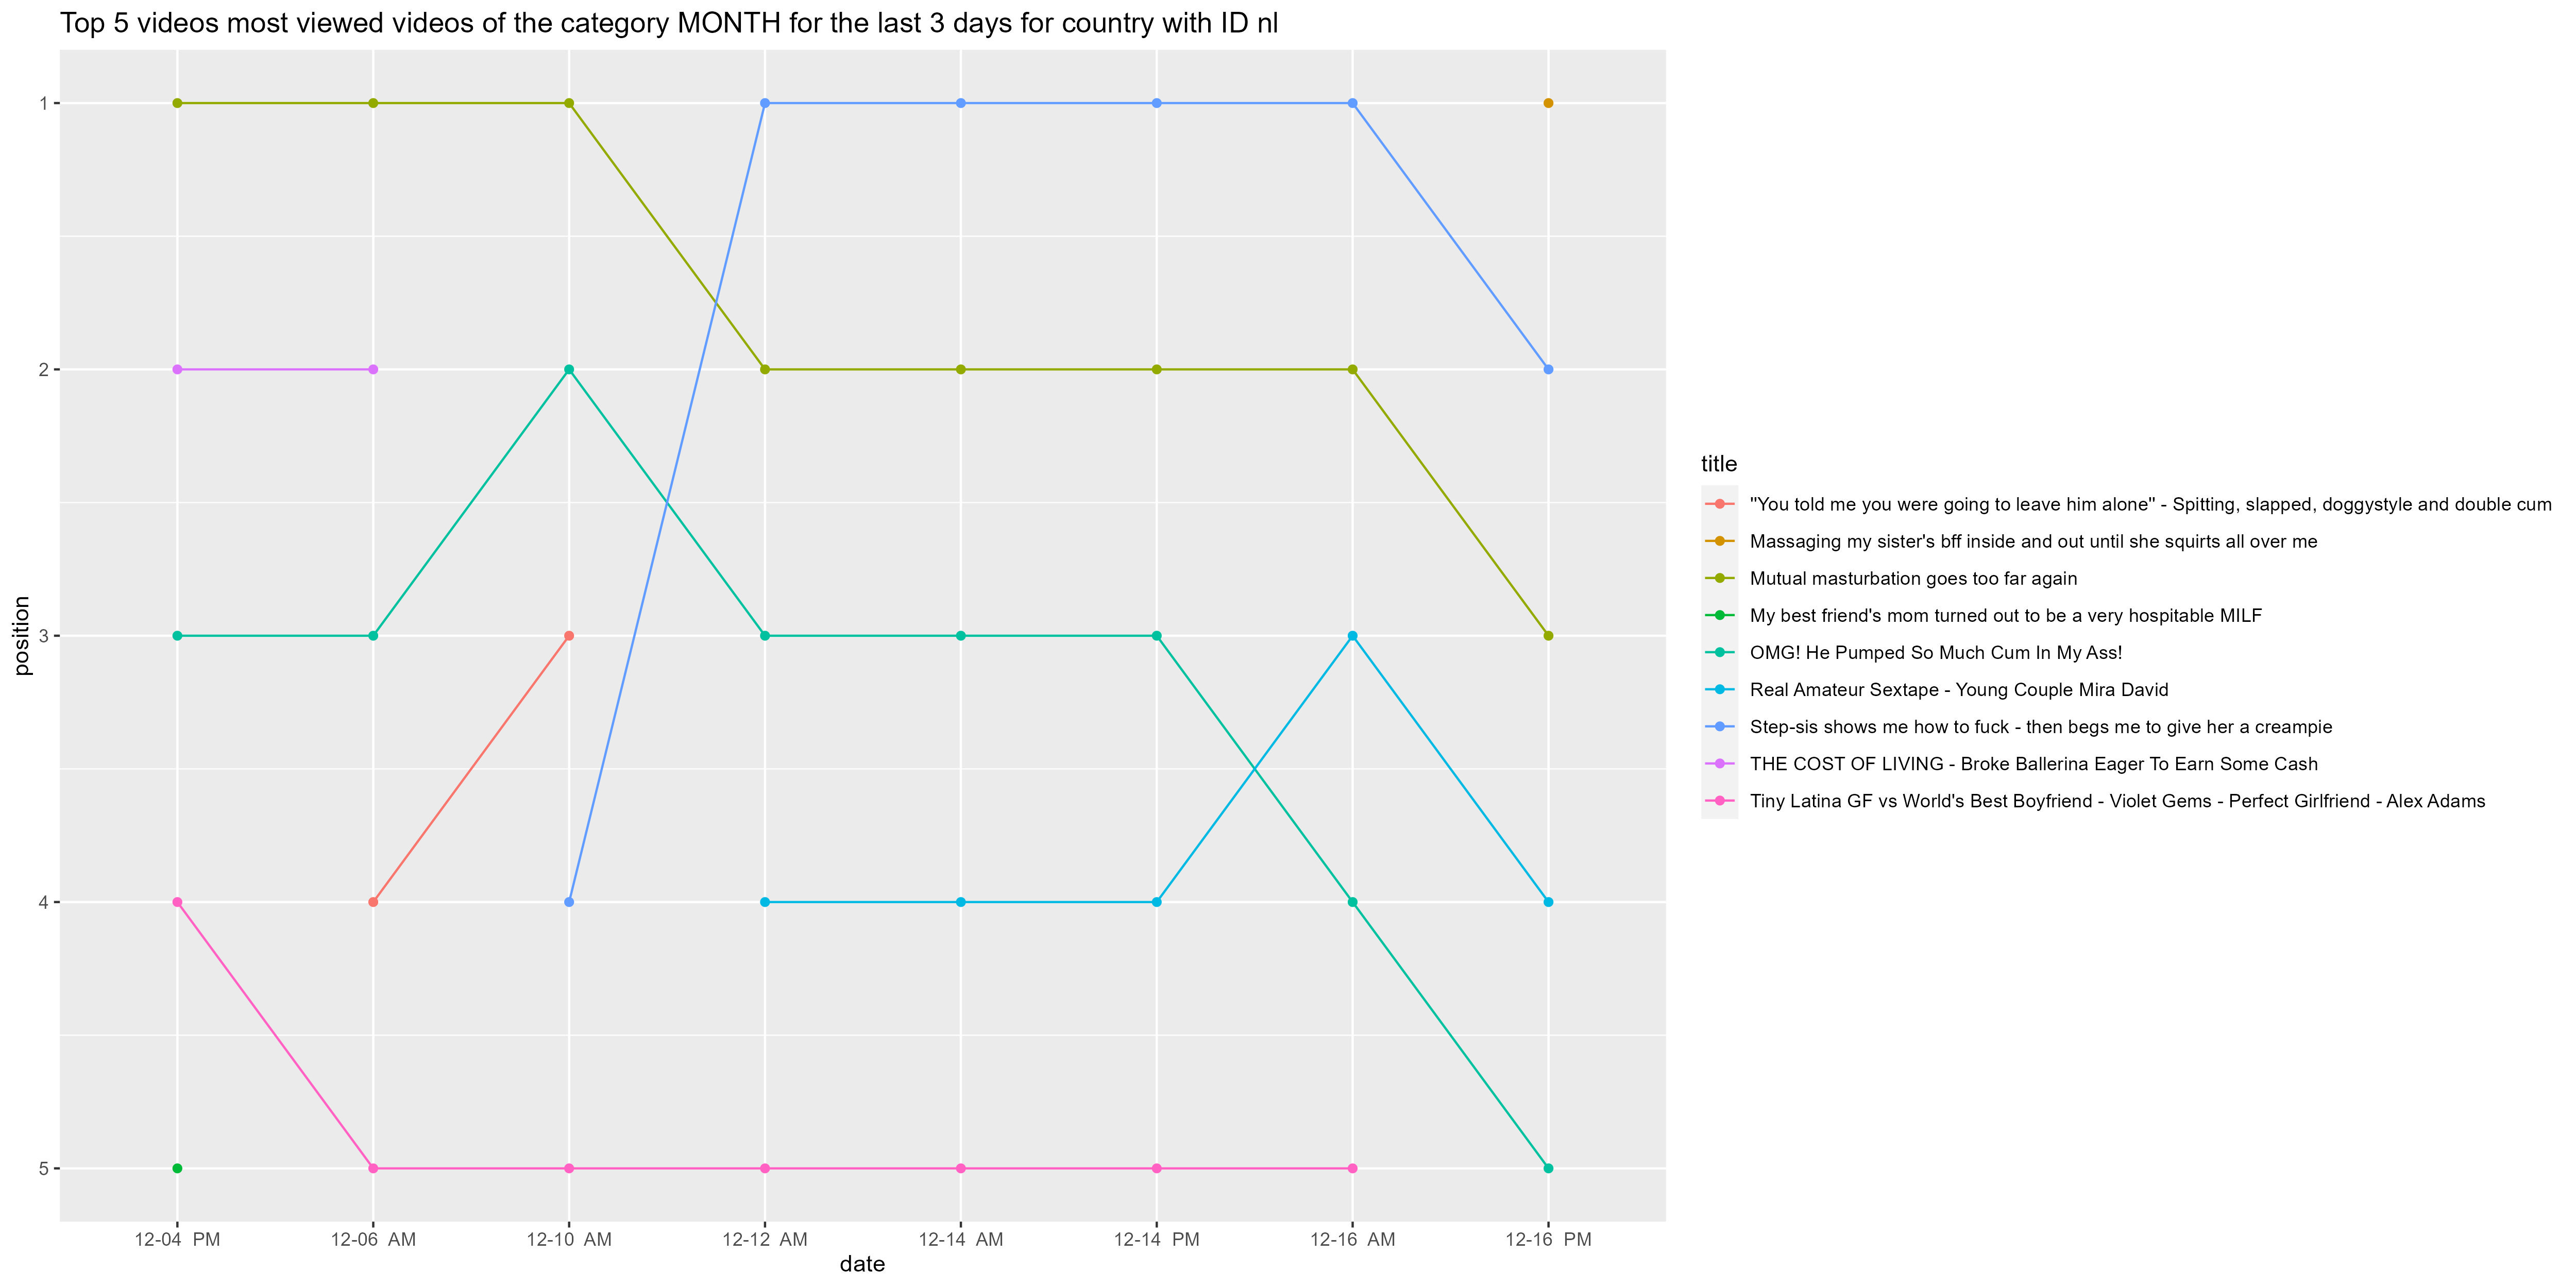 Top 5 videos most viewed videos of the category MONTH for the last 3 days for country with ID nl
1
2
3
4
5
position
12-04 PM
12-06 AM
12-10 AM
12-12 AM
12-14 AM
12-14 PM
12-16 AM
12-16 PM
date
title
"You told me you were going to leave him alone" - Spitting, slapped, doggystyle and double cum
Massaging my sister's bff inside and out until she squirts all over me
Mutual masturbation goes too far again
My best friend's mom turned out to be a very hospitable MILF
OMG! He Pumped So Much Cum In My Ass!
Real Amateur Sextape - Young Couple Mira David
Step-sis shows me how to fuck - then begs me to give her a creampie
THE COST OF LIVING - Broke Ballerina Eager To Earn Some Cash
Tiny Latina GF vs World's Best Boyfriend - Violet Gems - Perfect Girlfriend - Alex Adams